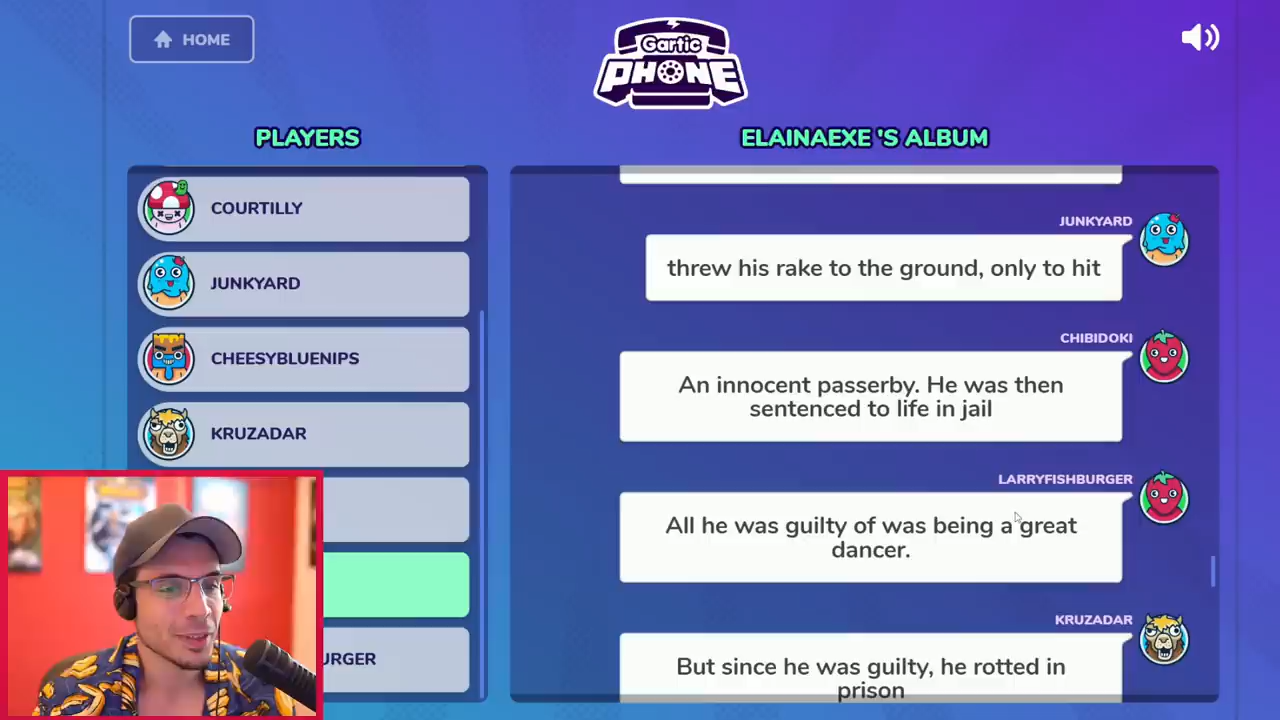 HOME
Gartic
PHONE
PLAYERS
COURTILLY
JUNKYARD
CHEESYBLUENIPS
KRUZADAR
URGER
ELAINAEXE 'S ALBUM
JUNKYARD
threw his rake to the ground, only to hit
CHIBIDOKI
An innocent passerby. He was then
sentenced to life in jail
LARRYFISHBURGER
All he was guilty of was being a great
dancer.
KRUZADAR
But since he was guilty, he rotted in
prison